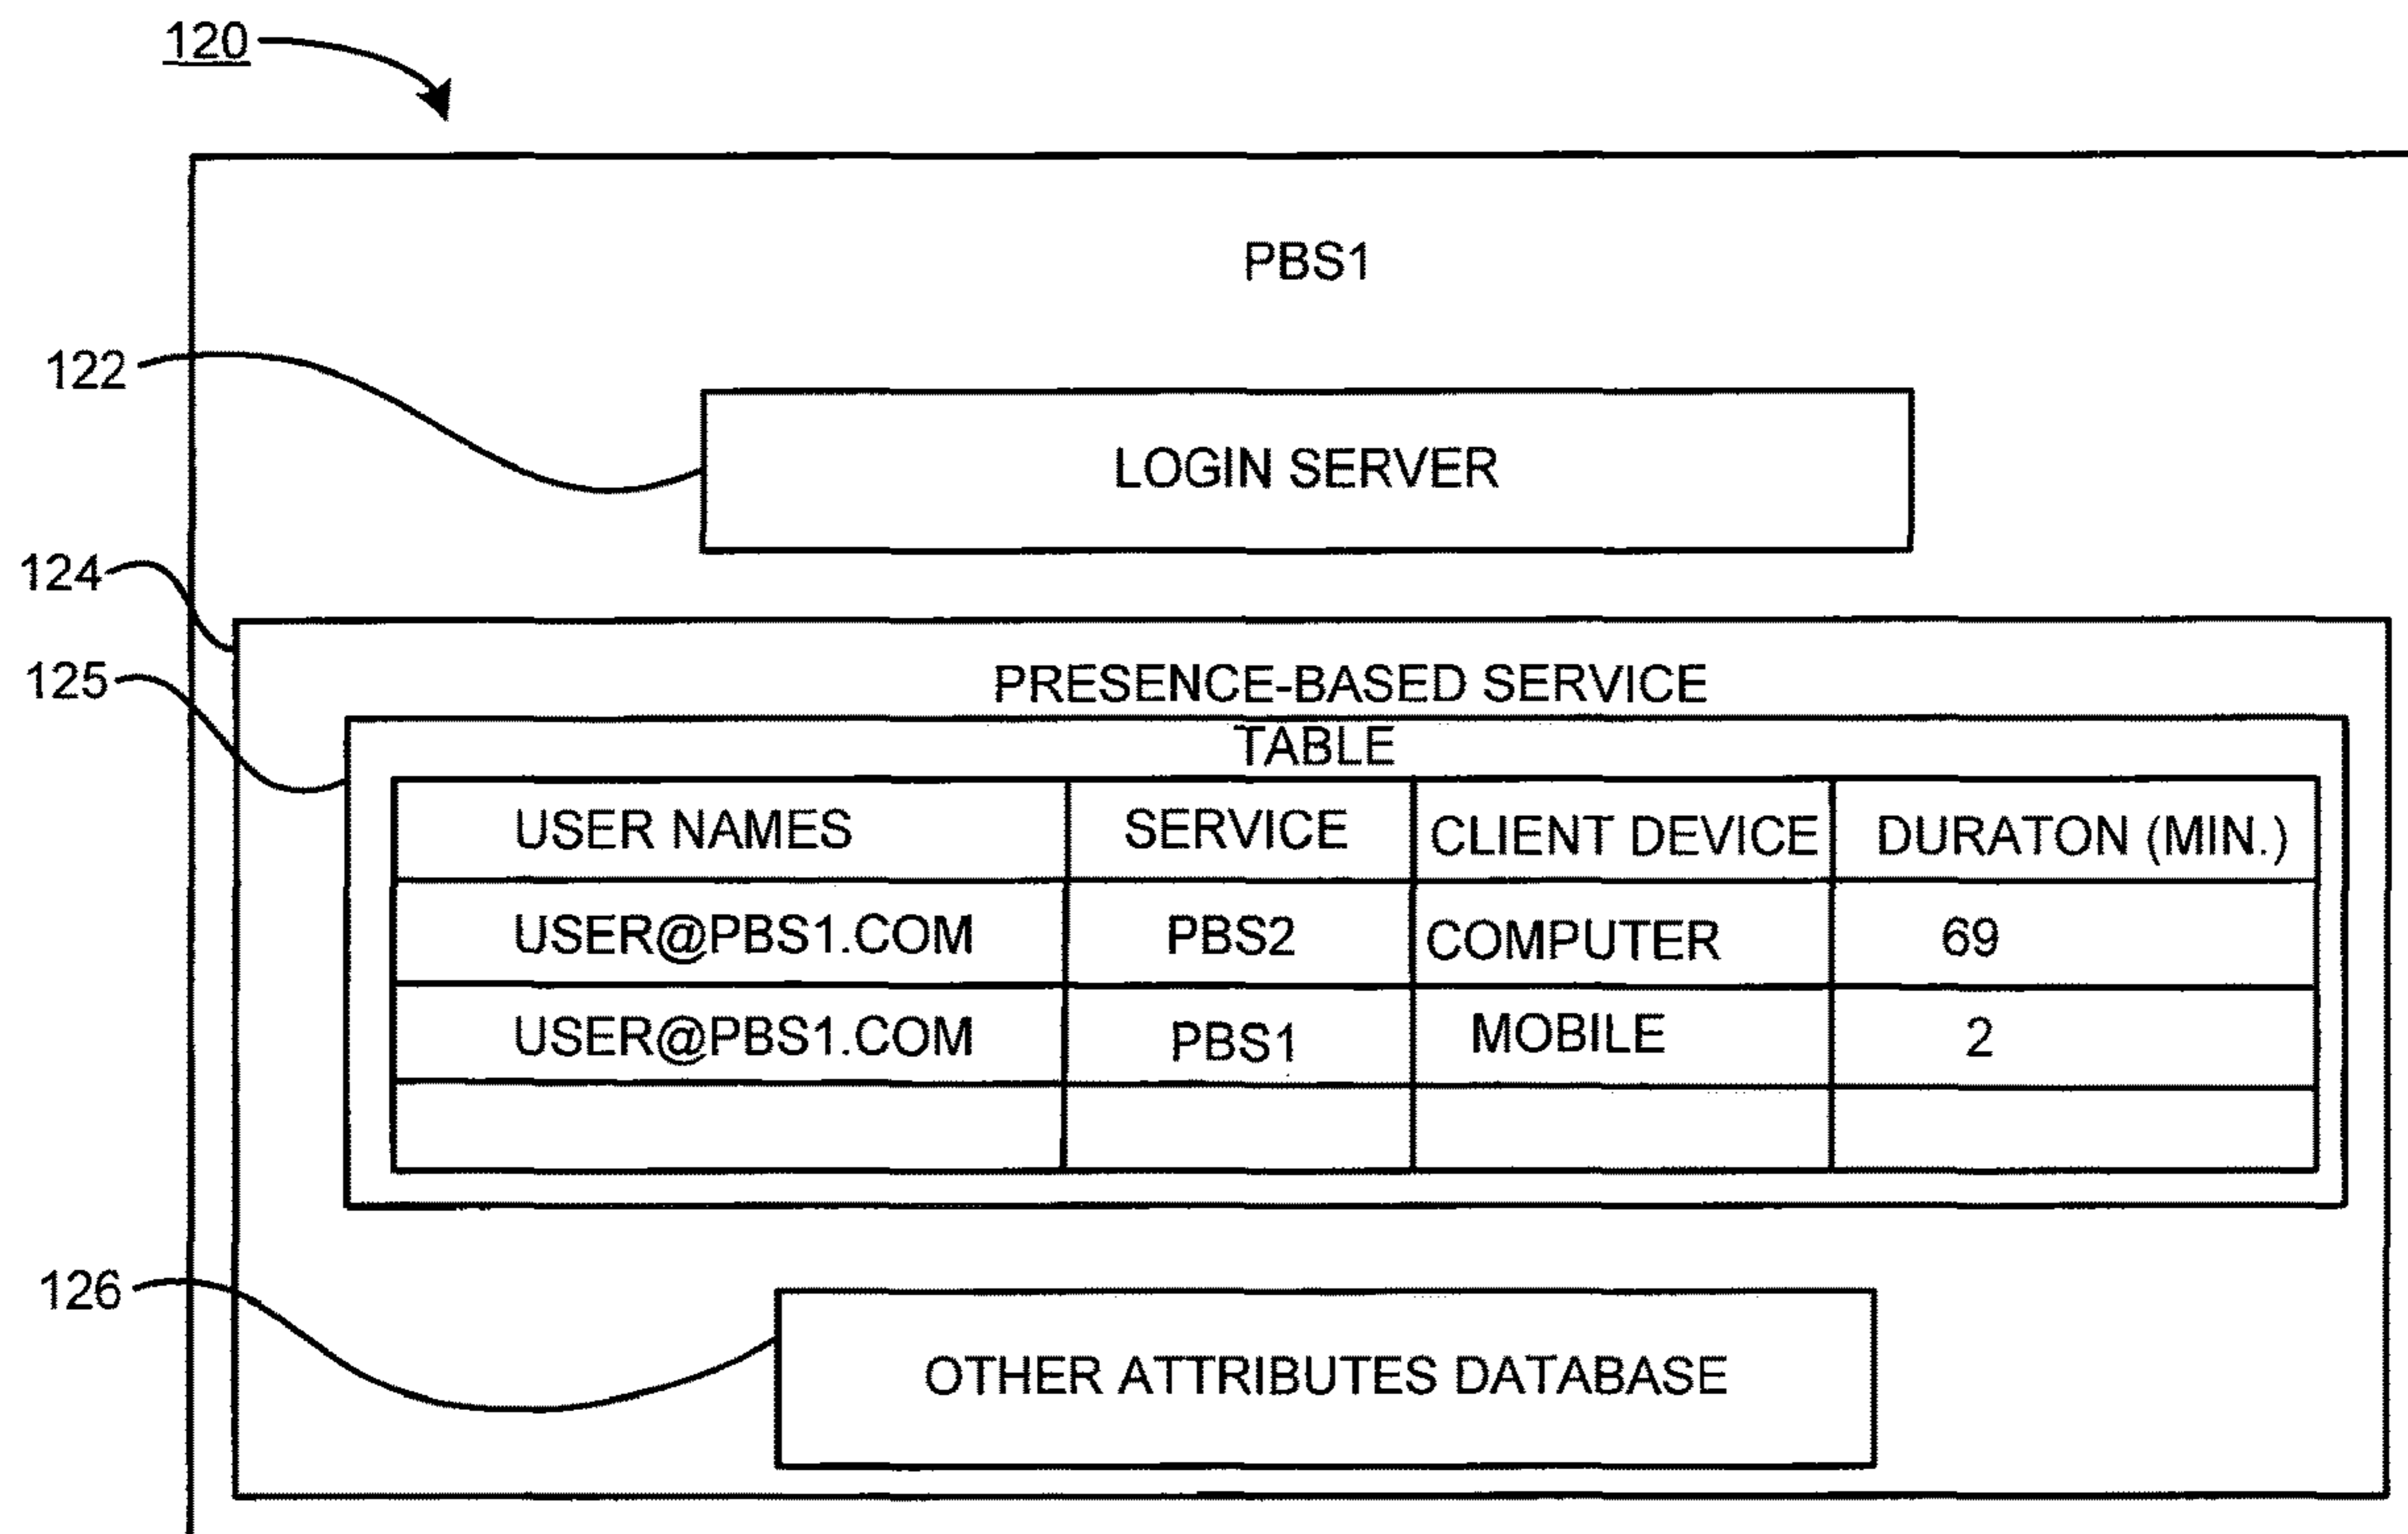 120
PBS1
122
LOGIN SERVER
124
PRESENCE-BASED SERVICE
125
TABLE
USER NAMES SERVICE CLIENT DEVICE DURATON (MIN.)
USER@PBS1.COM PBS2 COMPUTER 69
USER@PBS1.COM PBS1 MOBILE 2
126
OTHER ATTRIBUTES DATABASE